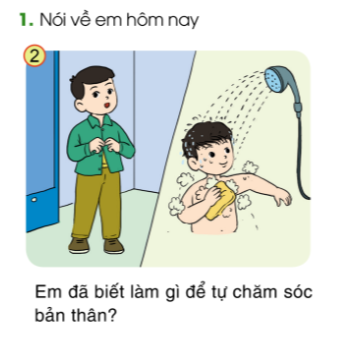 1. Nói về em hôm nay
2
Em đã biết làm gì để tự chăm sóc
bản thân?